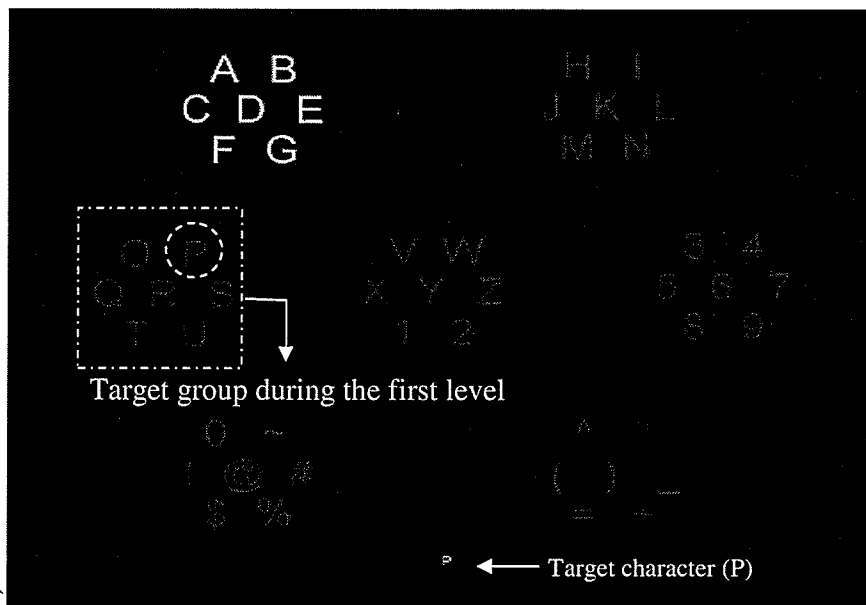 A B H I
C D E J K L
F G M N
O P V W 3 4
Q R S X Y Z 5 6 7
T U 1 2 8 9
Target group during the first level
0 ~ ^
! @ # ( ) _
$ % =
P Target character (P)